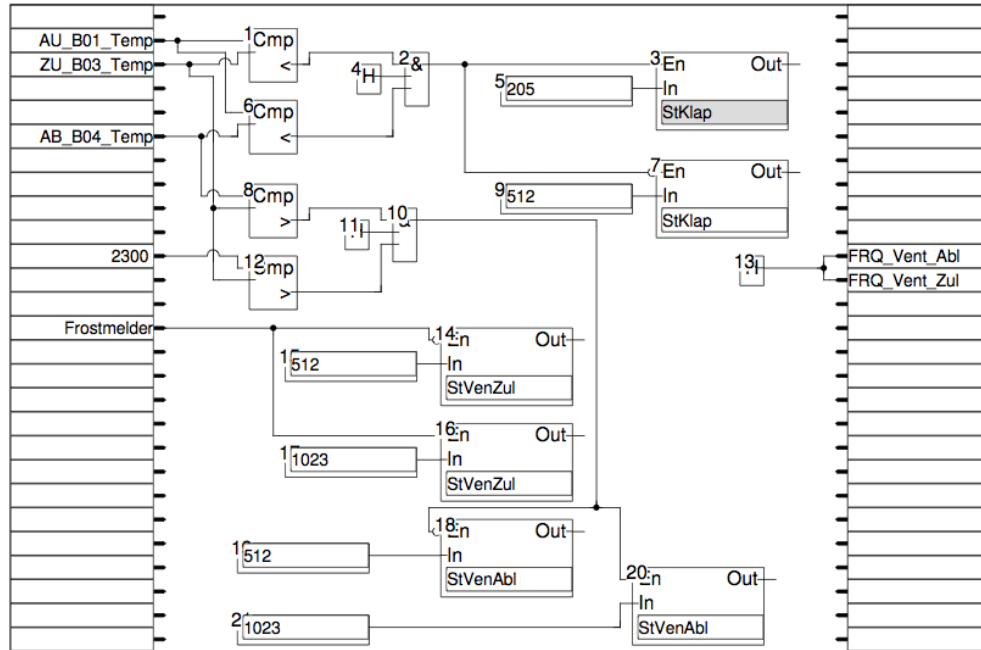 AU_B01_Temp
ZU_B03_Temp
AB_B04_Temp
2300
Frostmelder
1 Cmp
<
2 &
4 H
3 En Out
In
StKlap
5 205
6 Cmp
<
7 En Out
In
StKlap
9 512
8 Cmp
>
10
11
12 Cmp
>
13
FRQ_Vent_Abl
FRQ_Vent_Zul
14 En Out
In
StVenZul
512
16 En Out
In
StVenZul
1023
18 En Out
In
StVenAbl
512
20 En Out
In
StVenAbl
1023